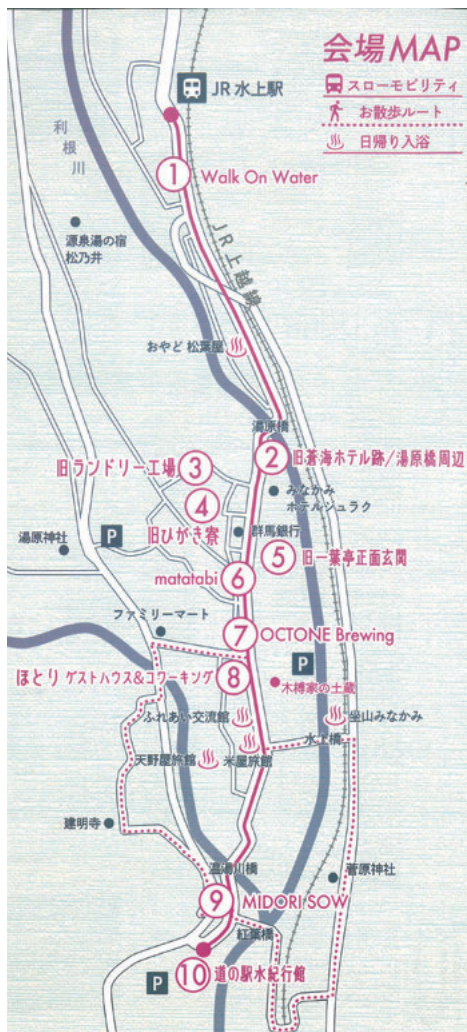 会場MAP
スローモビリティ
お散歩ルート
日帰り入浴
JR 水上駅
利根川
1 Walk On Water
源泉湯の宿
松乃井
JR上越線
おやど 松葉屋
湯原橋
2 旧蒼海ホテル跡/湯原橋周辺
旧ランドリー工場 3
みなかみ
ホテルジュラク
4
旧ひがき寮
群馬銀行
P
湯原神社
5 旧一葉亭正面玄関
matatabi 6
ファミリーマート
7 OCTONE Brewing
ほとり ゲストハウス&コワーキング 8
P
木樽家の土蔵
ふれあい交流館
坐山みなかみ
水上橋
天野屋旅館
米屋旅館
建明寺
温湯川橋
菅原神社
9 MIDORI SOW
紅葉橋
P
10 道の駅水紀行館